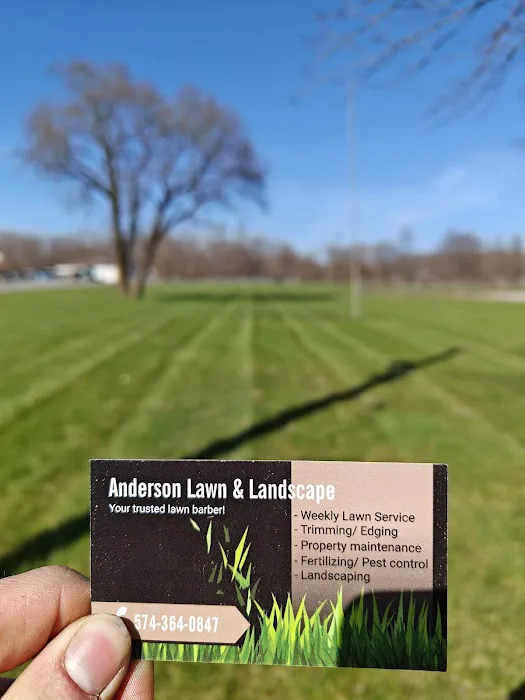 Anderson Lawn & Landscape
Your trusted lawn barber!
- Weekly Lawn Service
- Trimming/ Edging
- Property maintenance
- Fertilizing/ Pest control
- Landscaping
574-364-0847